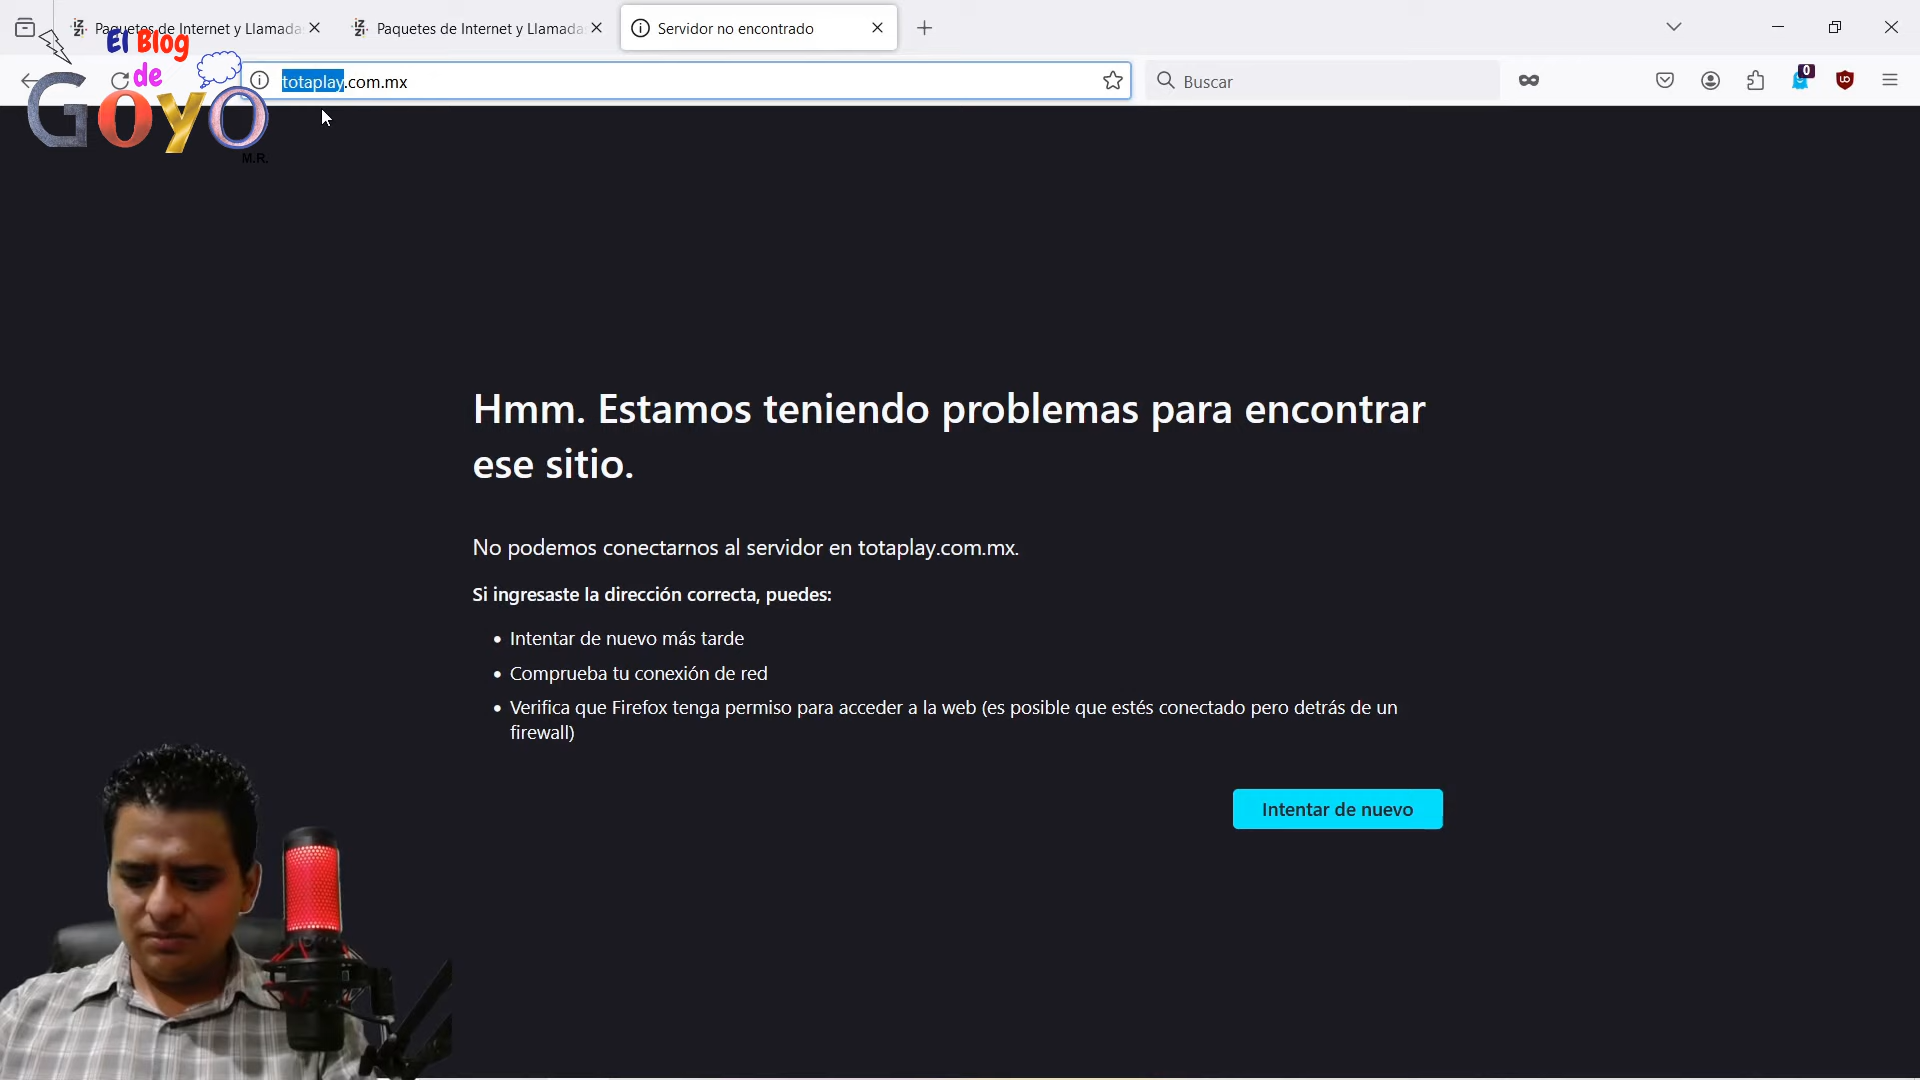 Paquetes de Internet y Llamada
Paquetes de Internet y Llamada
Servidor no encontrado
El Blog
de
GoyO
M.R.
totaplay.com.mx
Buscar
0
Hmm. Estamos teniendo problemas para encontrar
ese sitio.
No podemos conectarnos al servidor en totaplay.com.mx.
Si ingresaste la dirección correcta, puedes:
Intentar de nuevo más tarde
Comprueba tu conexión de red
Verifica que Firefox tenga permiso para acceder a la web (es posible que estés conectado pero detrás de un
firewall)
Intentar de nuevo